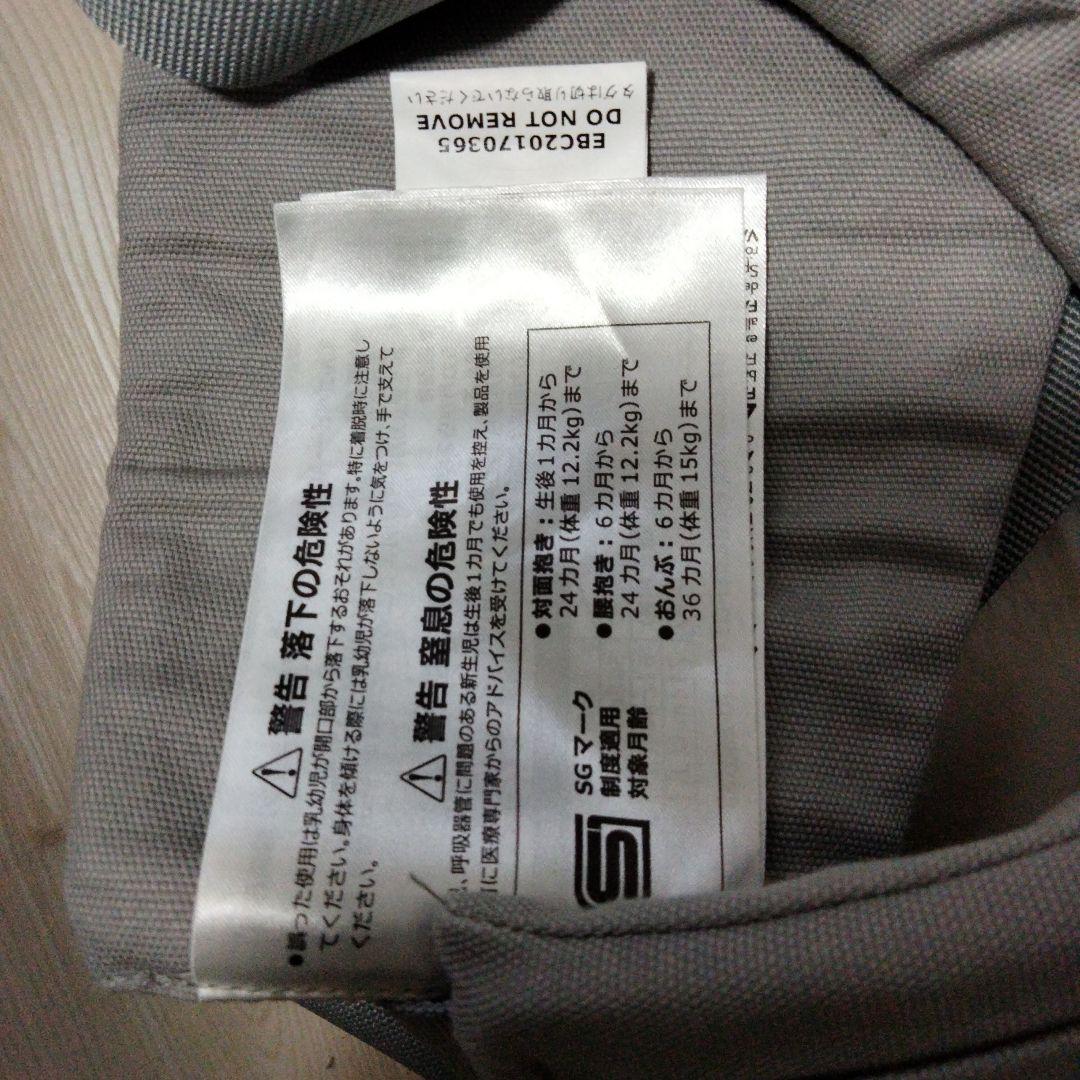 EBC20170365
DO NOT REMOVE
タグは切り取らないでください
警告 落下の危険性
●誤った使用は乳幼児が開口部から落下するおそれがあります。特に着脱時に注意し
てください。身体を傾ける際には乳幼児が落下しないように気をつけ、手で支えて
ください。
警告 窒息の危険性
、呼吸器管に問題のある新生児は生後1カ月でも使用を控え、製品を使用
に医療専門家からのアドバイスを受けてください。
SGマーク
制度適用
対象月齢
●対面抱き：生後1カ月から
24カ月(体重 12.2kg)まで
●腰抱き：6カ月から
24カ月(体重 12.2kg)まで
●おんぶ：6カ月から
36カ月(体重 15kg)まで